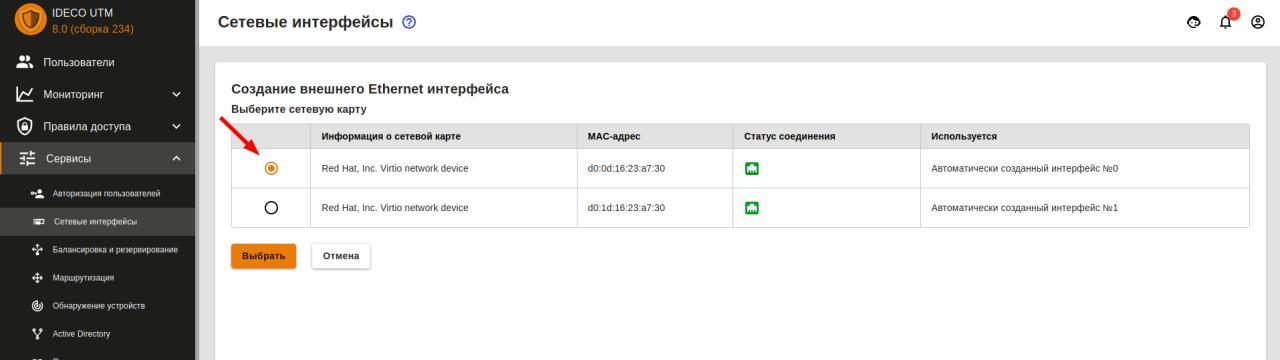 IDECO UTM
8.0 (сборка 234)
Пользователи
Мониторинг
Правила доступа
Сервисы
Авторизация пользователей
Сетевые интерфейсы
Балансировка и резервирование
Маршрутизация
Обнаружение устройств
Active Directory
Сетевые интерфейсы ?
3
Создание внешнего Ethernet интерфейса
Выберите сетевую карту
Информация о сетевой карте MAC-адрес Статус соединения Используется
Red Hat, Inc. Virtio network device d0:0d:16:23:a7:30 Автоматически созданный интерфейс №0
Red Hat, Inc. Virtio network device d0:1d:16:23:a7:30 Автоматически созданный интерфейс №1
Выбрать Отмена